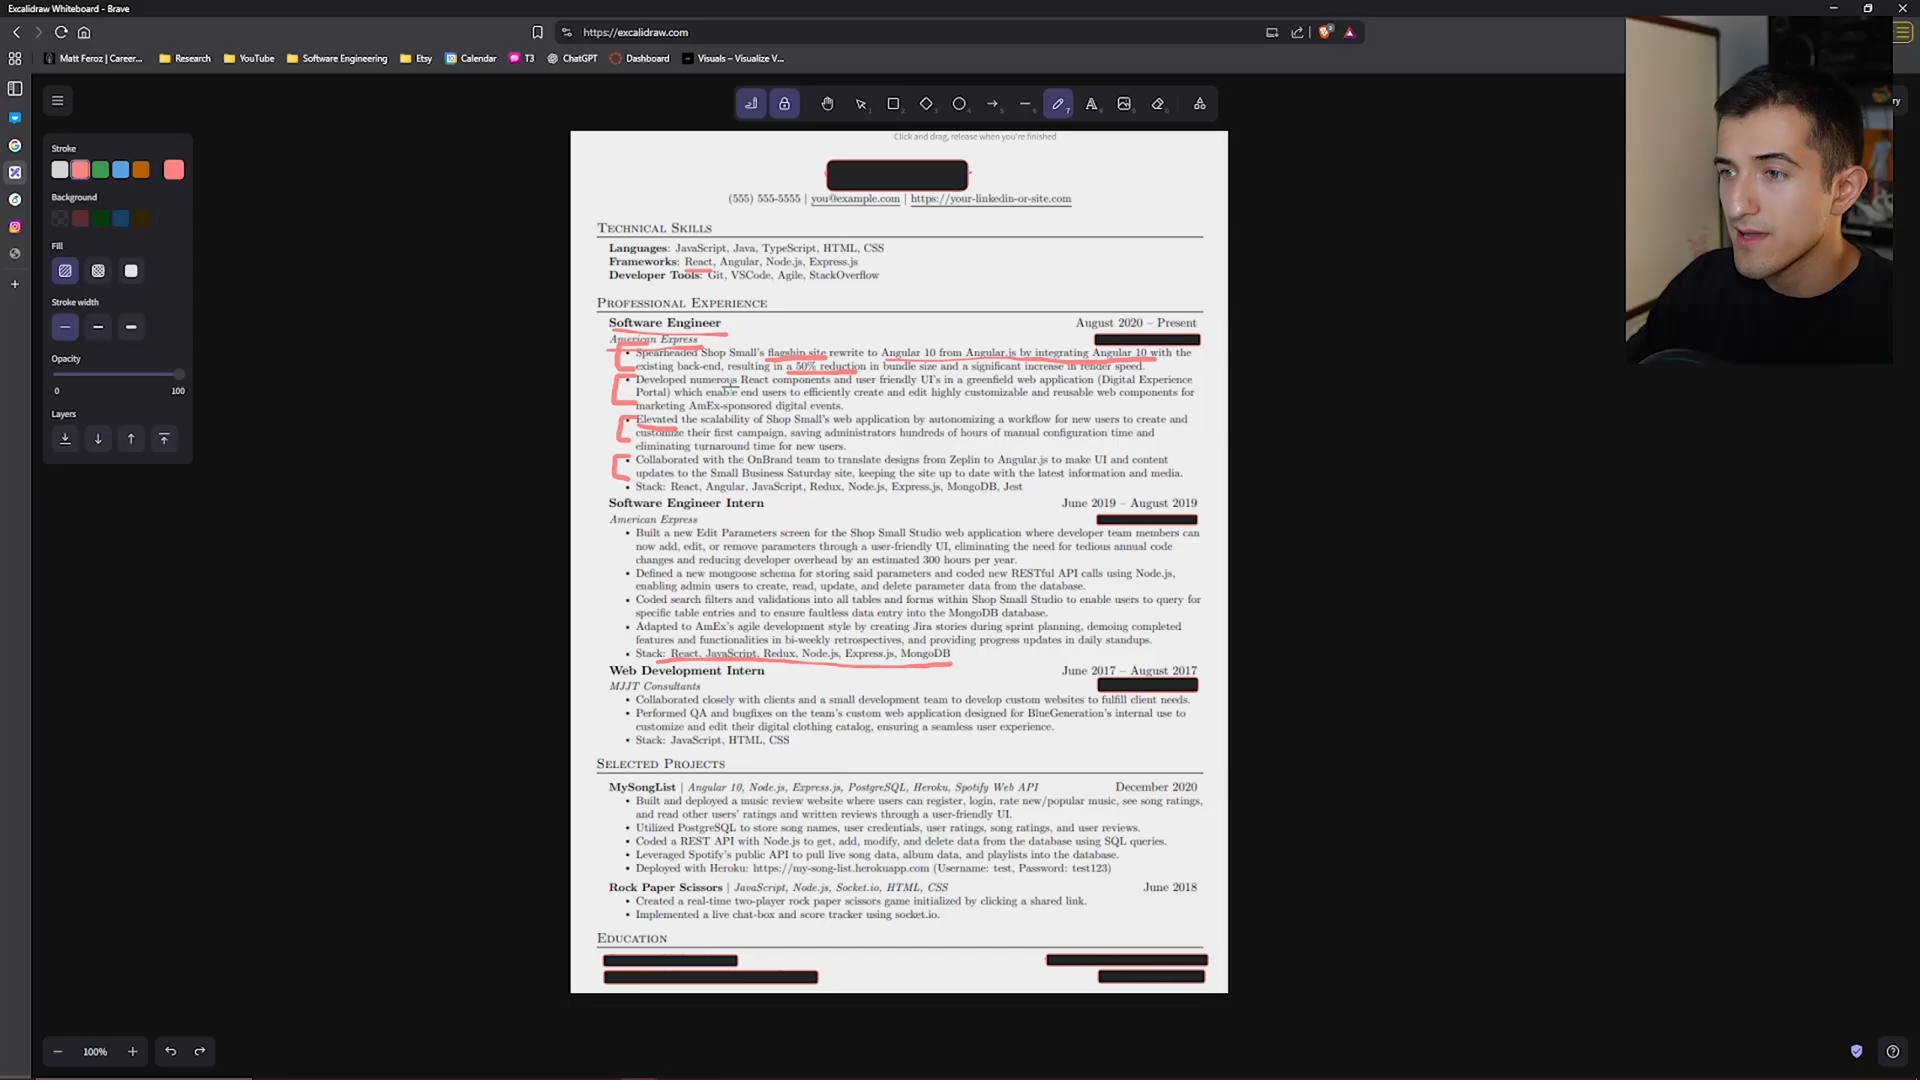 Excalidraw Whiteboard - Brave
https://excalidraw.com
Matt Feroz | Career...
Research
YouTube
Software Engineering
Etsy
Calendar
T3
ChatGPT
Dashboard
Visuals – Visualize V...
Stroke
Background
Fill
Stroke width
Opacity
0 100
Layers
100%
Click and drag, release when you're finished
(555) 555-5555 | you@example.com | https://your-linkedin-or-site.com
Technical Skills
Languages: JavaScript, Java, TypeScript, HTML, CSS
Frameworks: React, Angular, Node.js, Express.js
Developer Tools: Git, VSCode, Agile, StackOverflow
Professional Experience
Software Engineer August 2020 – Present
American Express
• Spearheaded Shop Small's flagship site rewrite to Angular 10 from Angular.js by integrating Angular 10 with the
existing back-end, resulting in a 50% reduction in bundle size and a significant increase in render speed.
• Developed numerous React components and user friendly UI's in a greenfield web application (Digital Experience
Portal) which enable end users to efficiently create and edit highly customizable and reusable web components for
marketing AmEx-sponsored digital events.
• Elevated the scalability of Shop Small's web application by autonomizing a workflow for new users to create and
customize their first campaign, saving administrators hundreds of hours of manual configuration time and
eliminating turnaround time for new users.
• Collaborated with the OnBrand team to translate designs from Zeplin to Angular.js to make UI and content
updates to the Small Business Saturday site, keeping the site up to date with the latest information and media.
• Stack: React, Angular, JavaScript, Redux, Node.js, Express.js, MongoDB, Jest
Software Engineer Intern June 2019 – August 2019
American Express
• Built a new Edit Parameters screen for the Shop Small Studio web application where developer team members can
now add, edit, or remove parameters through a user-friendly UI, eliminating the need for tedious annual code
changes and reducing developer overhead by an estimated 300 hours per year.
• Defined a new mongoose schema for storing said parameters and coded new RESTful API calls using Node.js,
enabling admin users to create, read, update, and delete parameter data from the database.
• Coded search filters and validations into all tables and forms within Shop Small Studio to enable users to query for
specific table entries and to ensure faultless data entry into the MongoDB database.
• Adapted to AmEx's agile development style by creating Jira stories during sprint planning, demoing completed
features and functionalities in bi-weekly retrospectives, and providing progress updates in daily standups.
• Stack: React, JavaScript, Redux, Node.js, Express.js, MongoDB
Web Development Intern June 2017 – August 2017
MJJT Consultants
• Collaborated closely with clients and a small development team to develop custom websites to fulfill client needs.
• Performed QA and bugfixes on the team's custom web application designed for BlueGeneration's internal use to
customize and edit their digital clothing catalog, ensuring a seamless user experience.
• Stack: JavaScript, HTML, CSS
Selected Projects
MySongList | Angular 10, Node.js, Express.js, PostgreSQL, Heroku, Spotify Web API December 2020
• Built and deployed a music review website where users can register, login, rate new/popular music, see song ratings,
and read other users' ratings and written reviews through a user-friendly UI.
• Utilized PostgreSQL to store song names, user credentials, user ratings, song ratings, and user reviews.
• Coded a REST API with Node.js to get, add, modify, and delete data from the database using SQL queries.
• Leveraged Spotify's public API to pull live song data, album data, and playlists into the database.
• Deployed with Heroku: https://my-song-list.herokuapp.com (Username: test, Password: test123)
Rock Paper Scissors | JavaScript, Node.js, Socket.io, HTML, CSS June 2018
• Created a real-time two-player rock paper scissors game initialized by clicking a shared link.
• Implemented a live chat-box and score tracker using socket.io.
Education